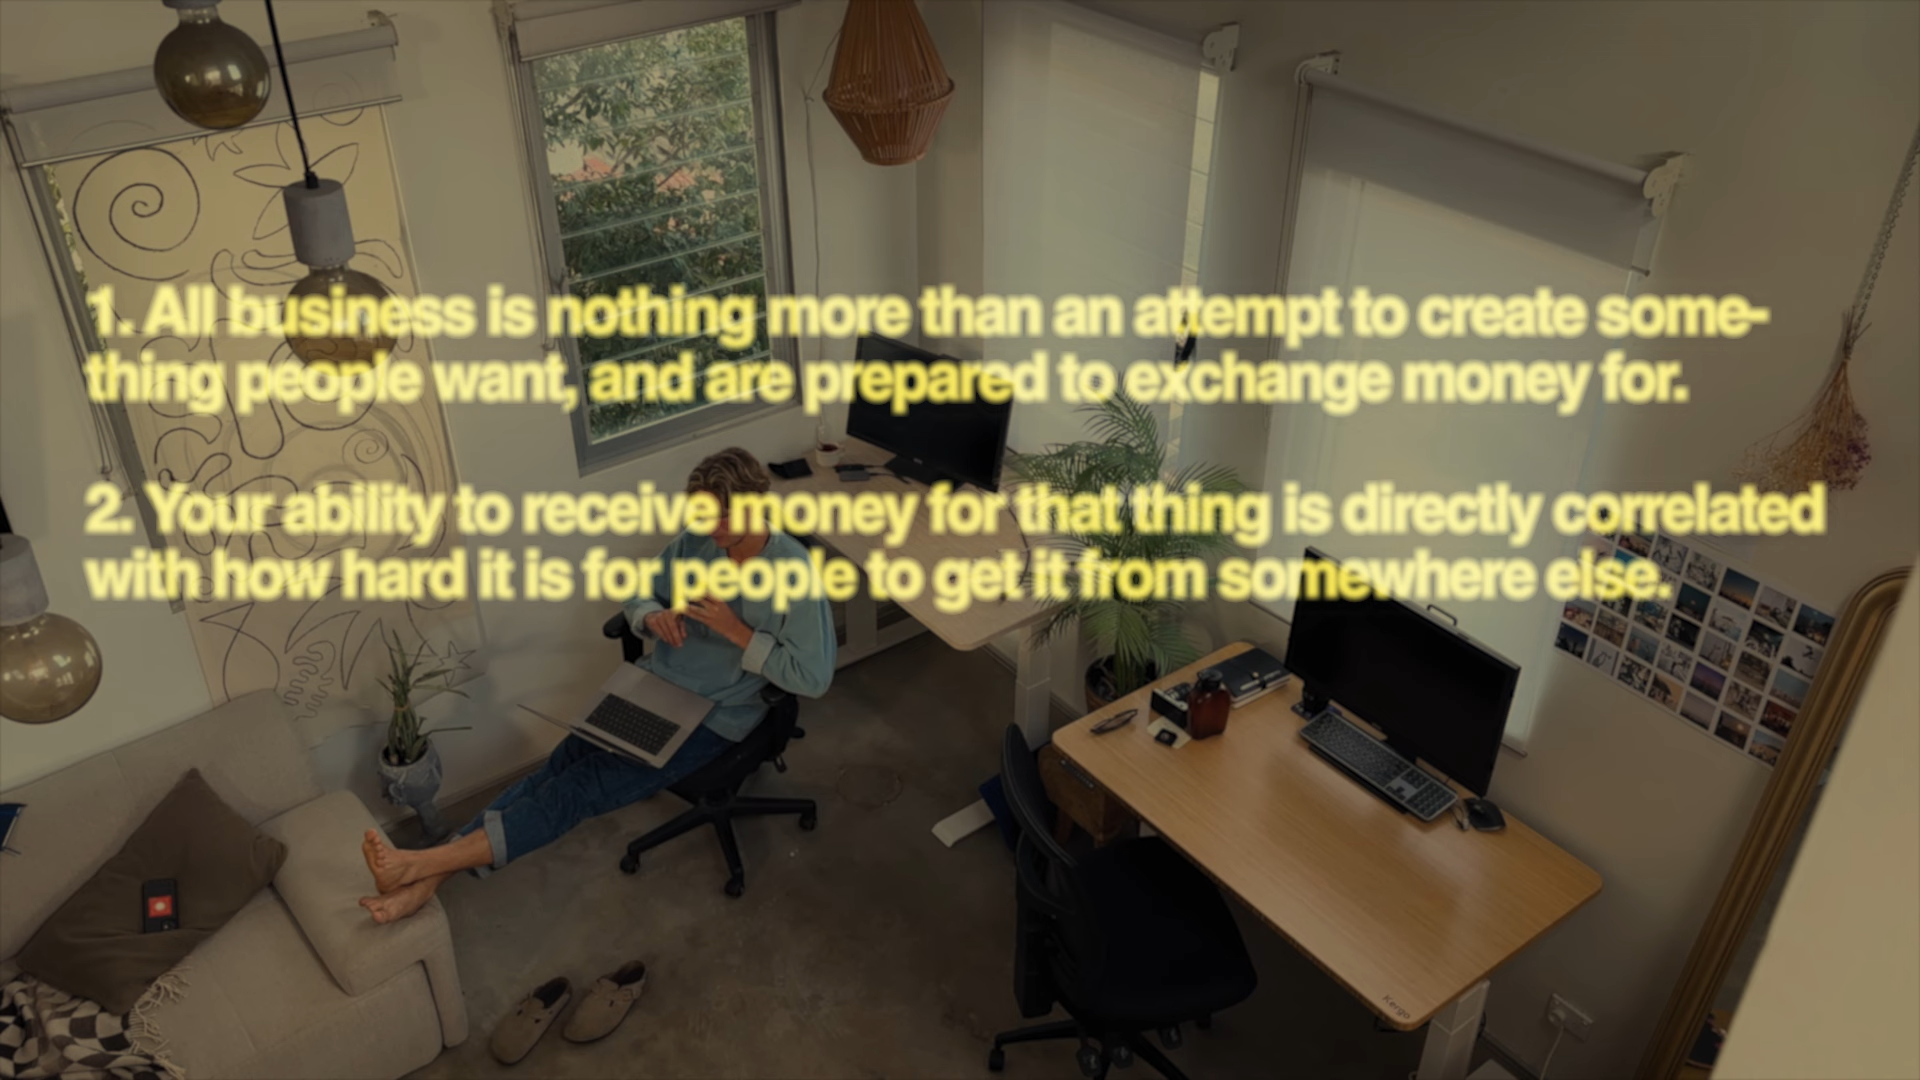 1. All business is nothing more than an attempt to create some-
thing people want, and are prepared to exchange money for.
2. Your ability to receive money for that thing is directly correlated
with how hard it is for people to get it from somewhere else.
Kergo